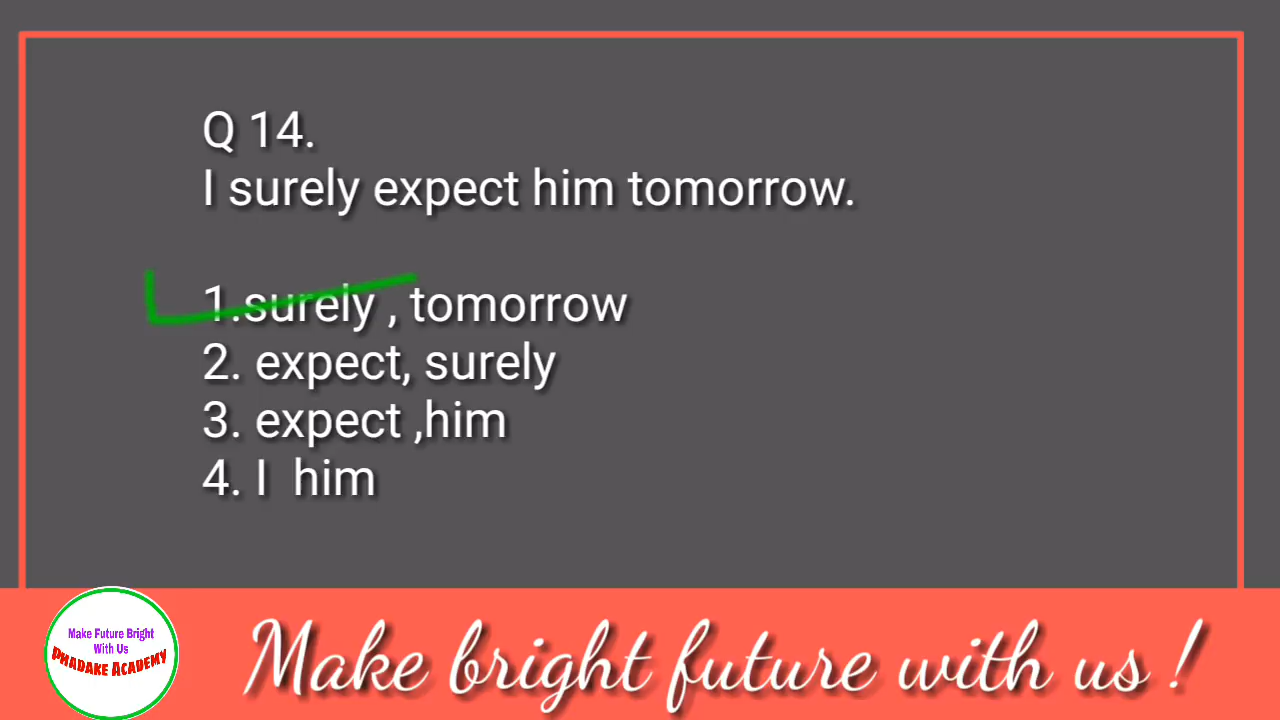 Q 14.
I surely expect him tomorrow.
1.surely , tomorrow
2. expect, surely
3. expect ,him
4. I  him
Make Future Bright
With Us
PHADAKE ACADEMY
Make bright future with us !